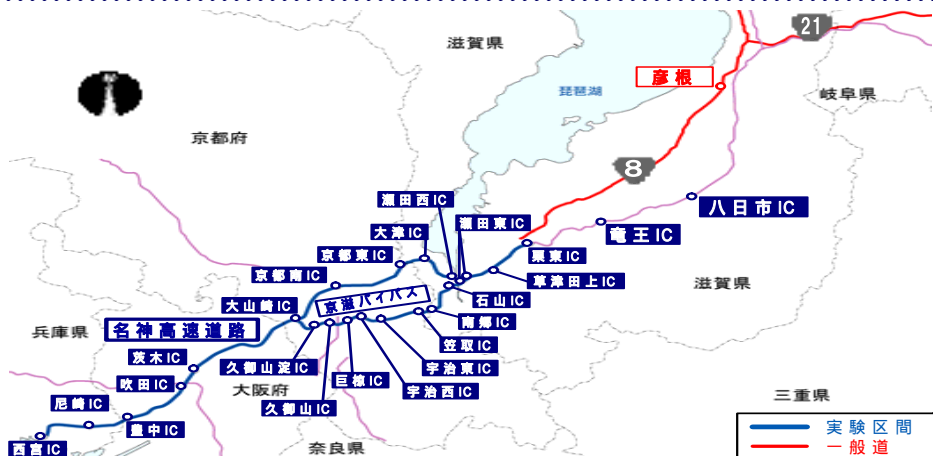 滋賀県
21
彦根
琵琶湖
岐阜県
京都府
8
瀬田西IC
瀬田東IC
八日市IC
大津IC
竜王IC
京都東IC
栗東IC
京都南IC
草津田上IC
滋賀県
大山崎IC
京滋バイパス
石山IC
兵庫県
名神高速道路
南郷IC
笠取IC
茨木IC
久御山淀IC
巨椋IC
宇治東IC
吹田IC
大阪府
宇治西IC
久御山IC
三重県
尼崎IC
豊中IC
西宮IC
奈良県
実験区間
一般道